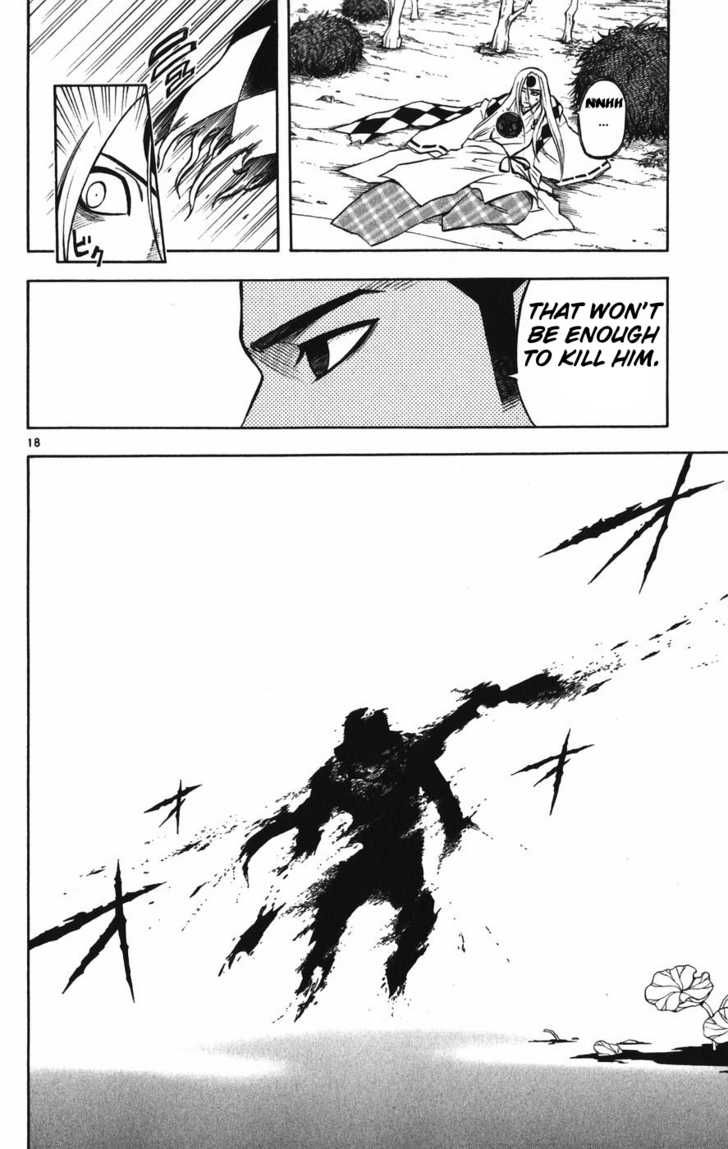 NNHH
...
ビク
THAT WON'T
BE ENOUGH
TO KILL HIM.
18